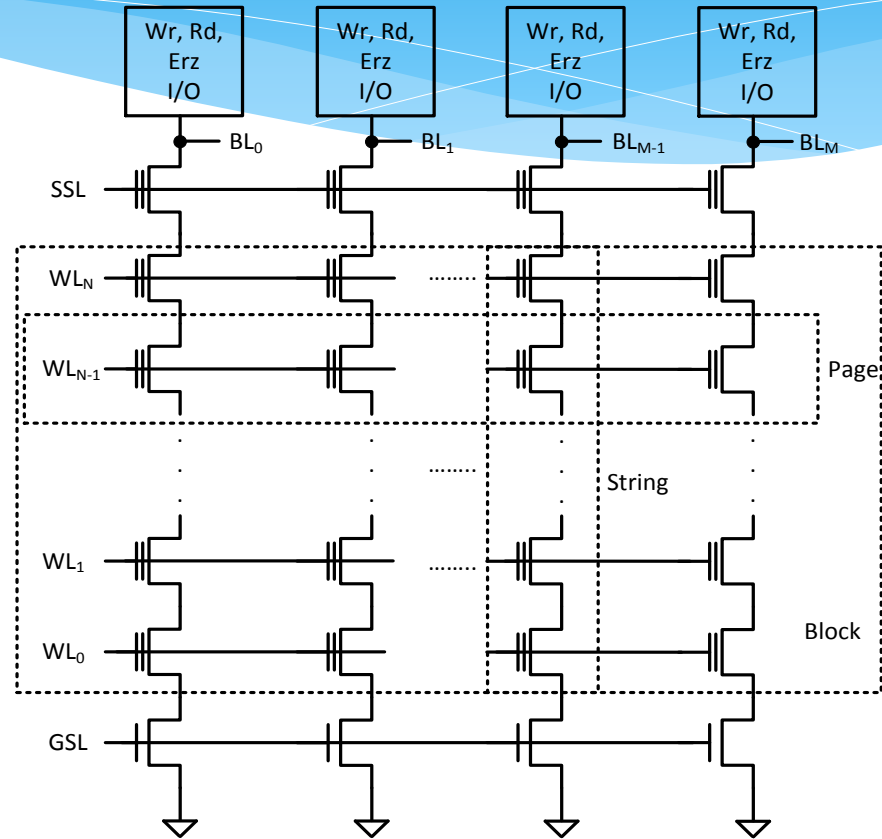 Wr, Rd,
Erz
I/O
Wr, Rd,
Erz
I/O
Wr, Rd,
Erz
I/O
Wr, Rd,
Erz
I/O
BL0
BL1
BLM-1
BLM
SSL
WLN
........
WLN-1
Page
........
String
WL1
........
Block
WL0
GSL